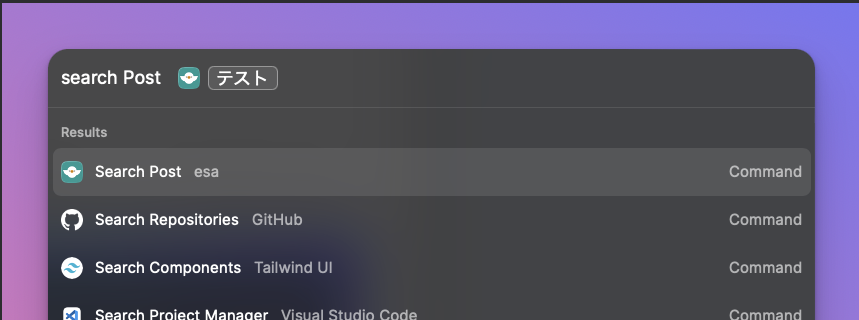 search Post テスト
Results
Search Post esa Command
Search Repositories GitHub Command
Search Components Tailwind UI Command
Search Project Manager Visual Studio Code Command